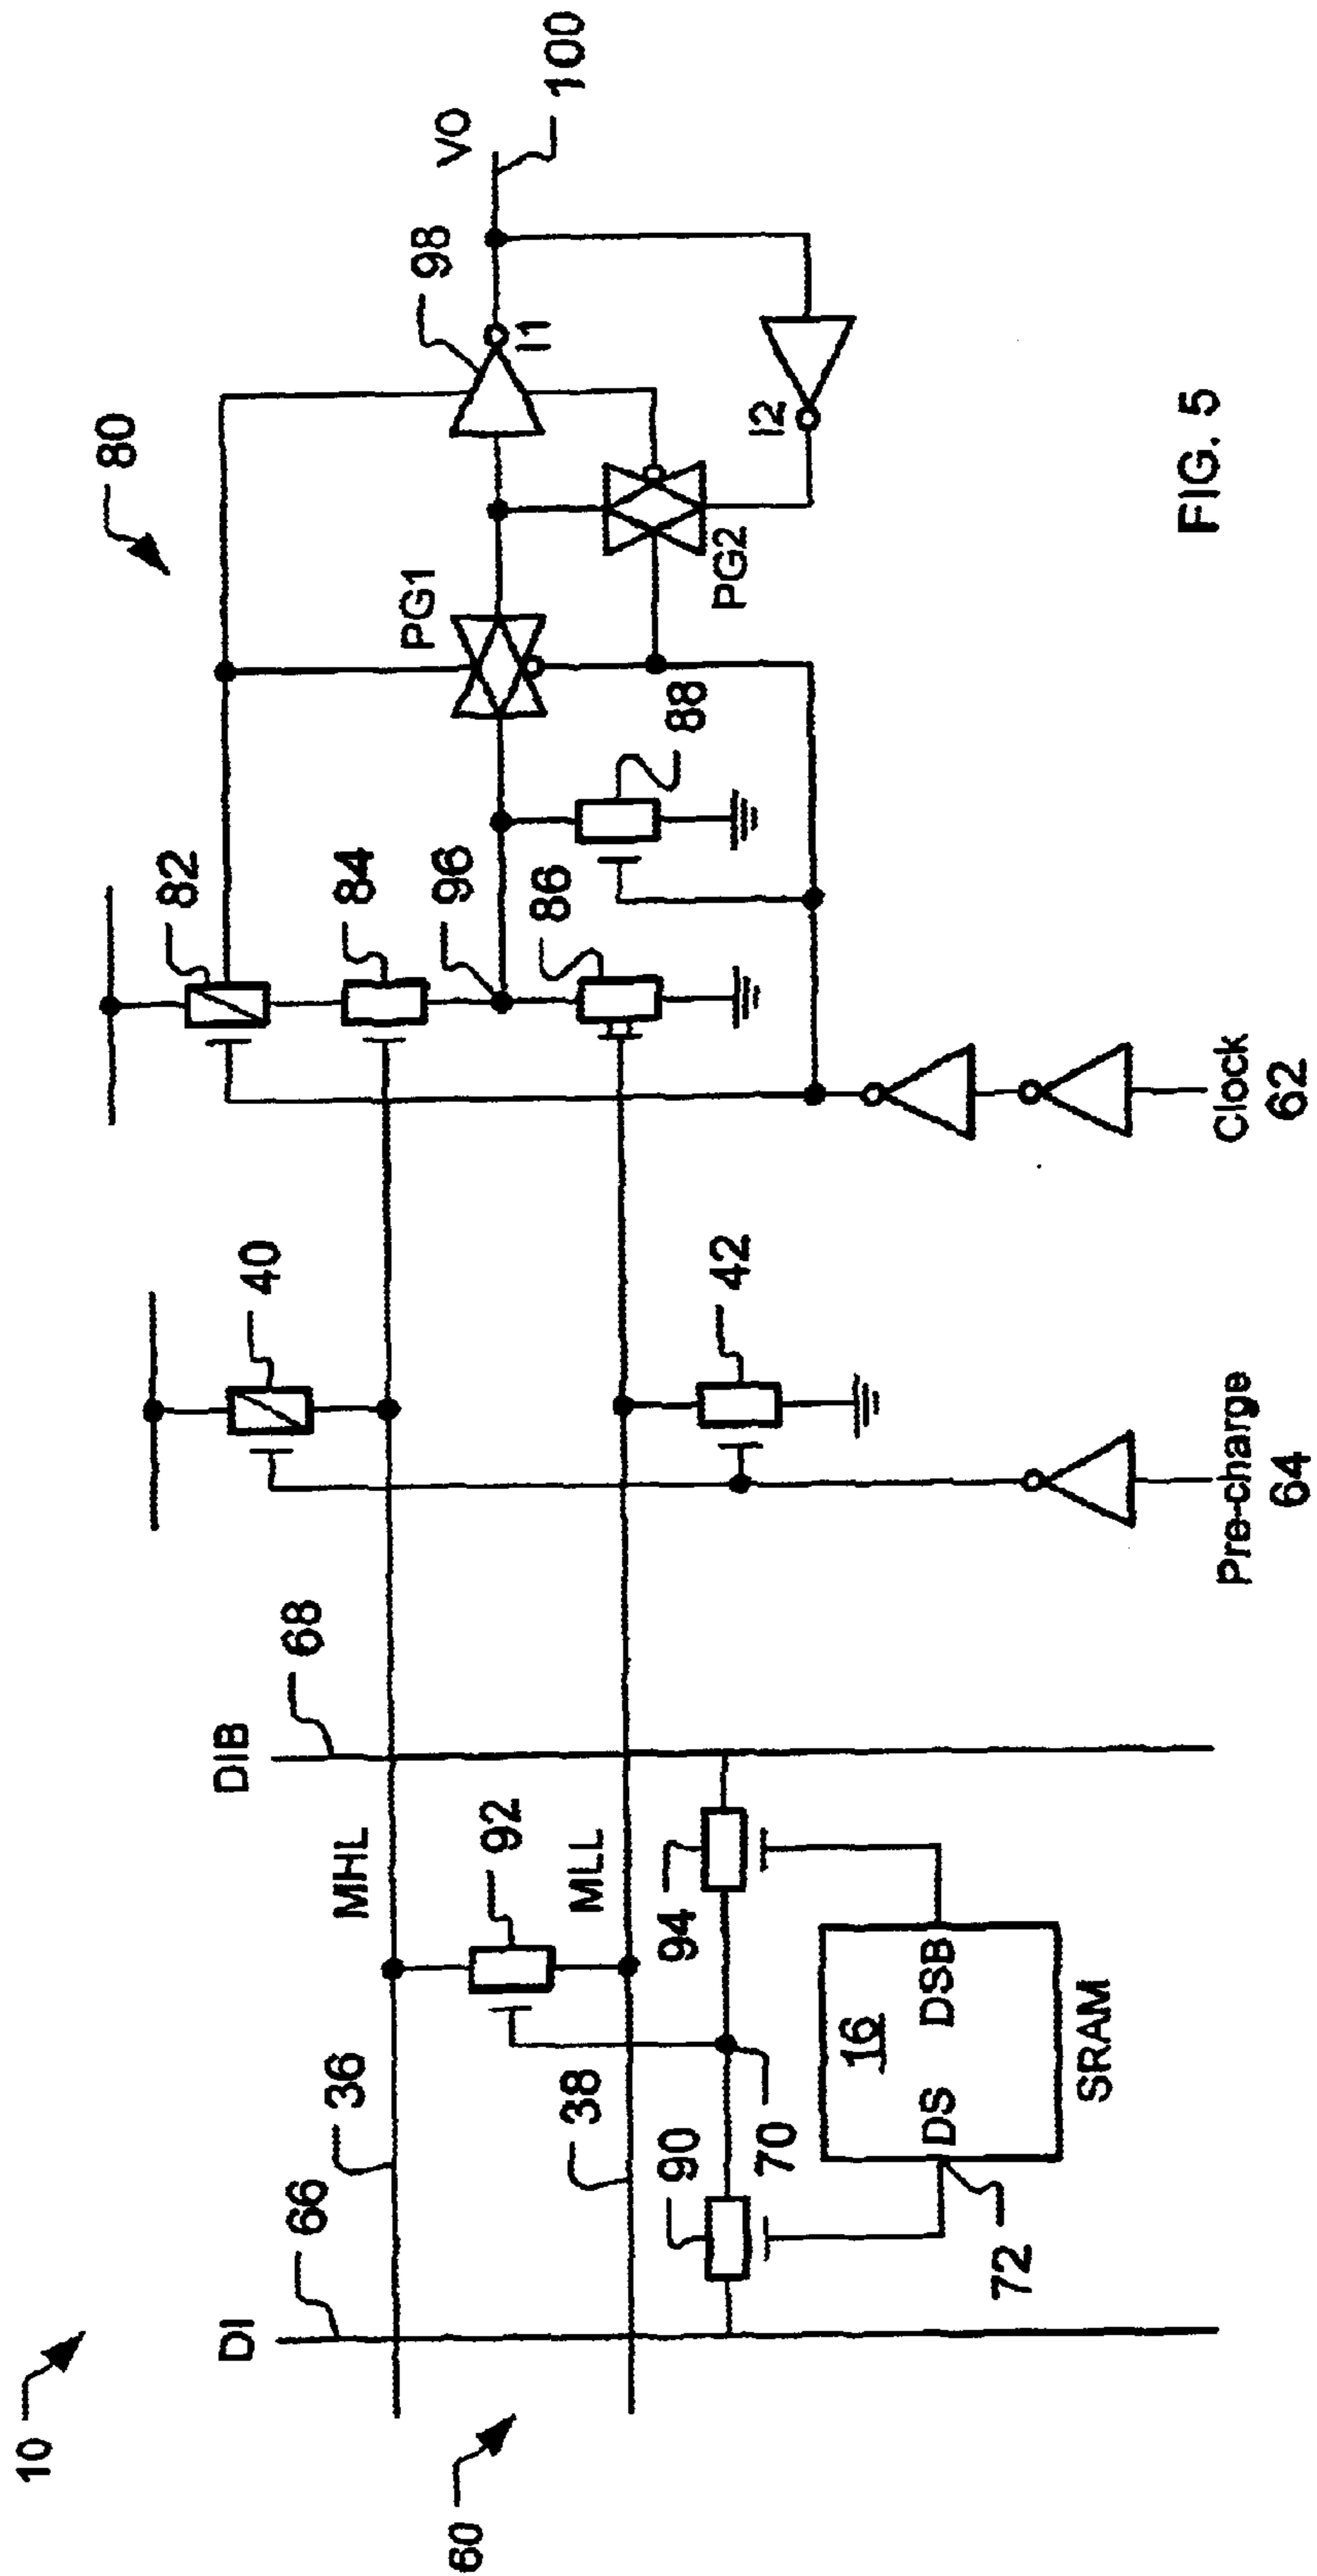 10
60
DI
66
36
38
MHL
MLL
92
DIB
68
90
70
94
16
DS
DSB
72
SRAM
40
42
Pre-charge
64
80
82
84
96
86
88
Clock
62
PG1
PG2
98
I1
I2
VO
100
FIG. 5